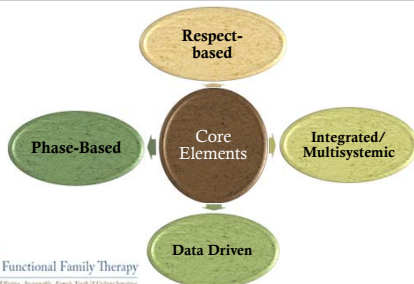 Respect-
based
Phase-Based
Core
Elements
Integrated/
Multisystemic
Data Driven
Functional Family Therapy